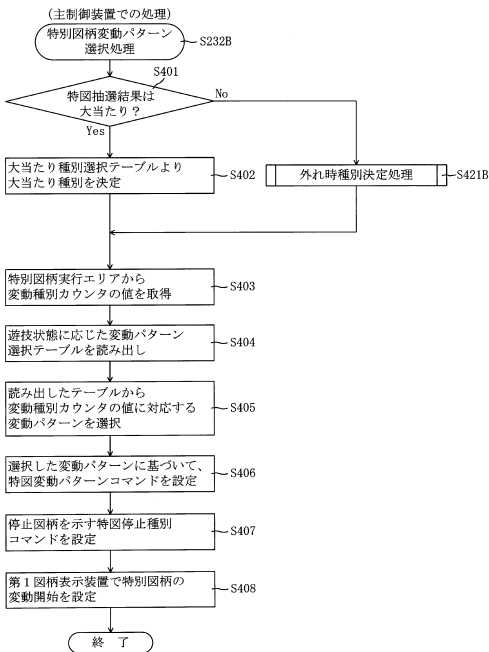 (主制御装置での処理)
特別図柄変動パターン
選択処理
S232B
S401
特図抽選結果は
大当たり？
No
Yes
大当たり種別選択テーブルより
大当たり種別を決定
S402
外れ時種別決定処理
S421B
特別図柄実行エリアから
変動種別カウンタの値を取得
S403
遊技状態に応じた変動パターン
選択テーブルを読み出し
S404
読み出したテーブルから
変動種別カウンタの値に対応する
変動パターンを選択
S405
選択した変動パターンに基づいて、
特図変動パターンコマンドを設定
S406
停止図柄を示す特図停止種別
コマンドを設定
S407
第１図柄表示装置で特別図柄の
変動開始を設定
S408
終　了